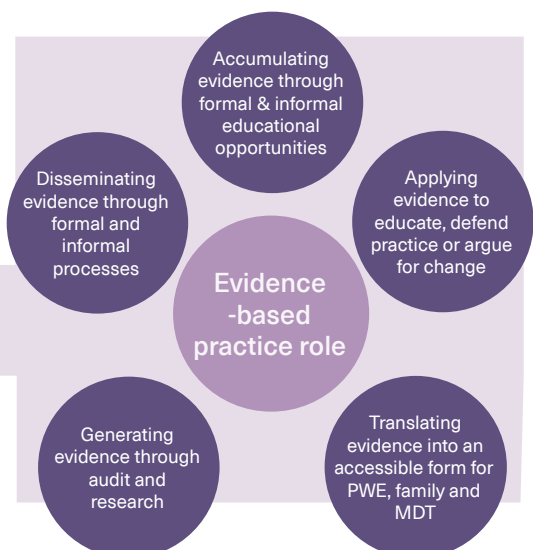 Accumulating
evidence through
formal & informal
educational
opportunities
Disseminating
evidence through
formal and
informal
processes
Applying
evidence to
educate, defend
practice or argue
for change
Evidence
-based
practice role
Generating
evidence through
audit and
research
Translating
evidence into an
accessible form for
PWE, family and
MDT